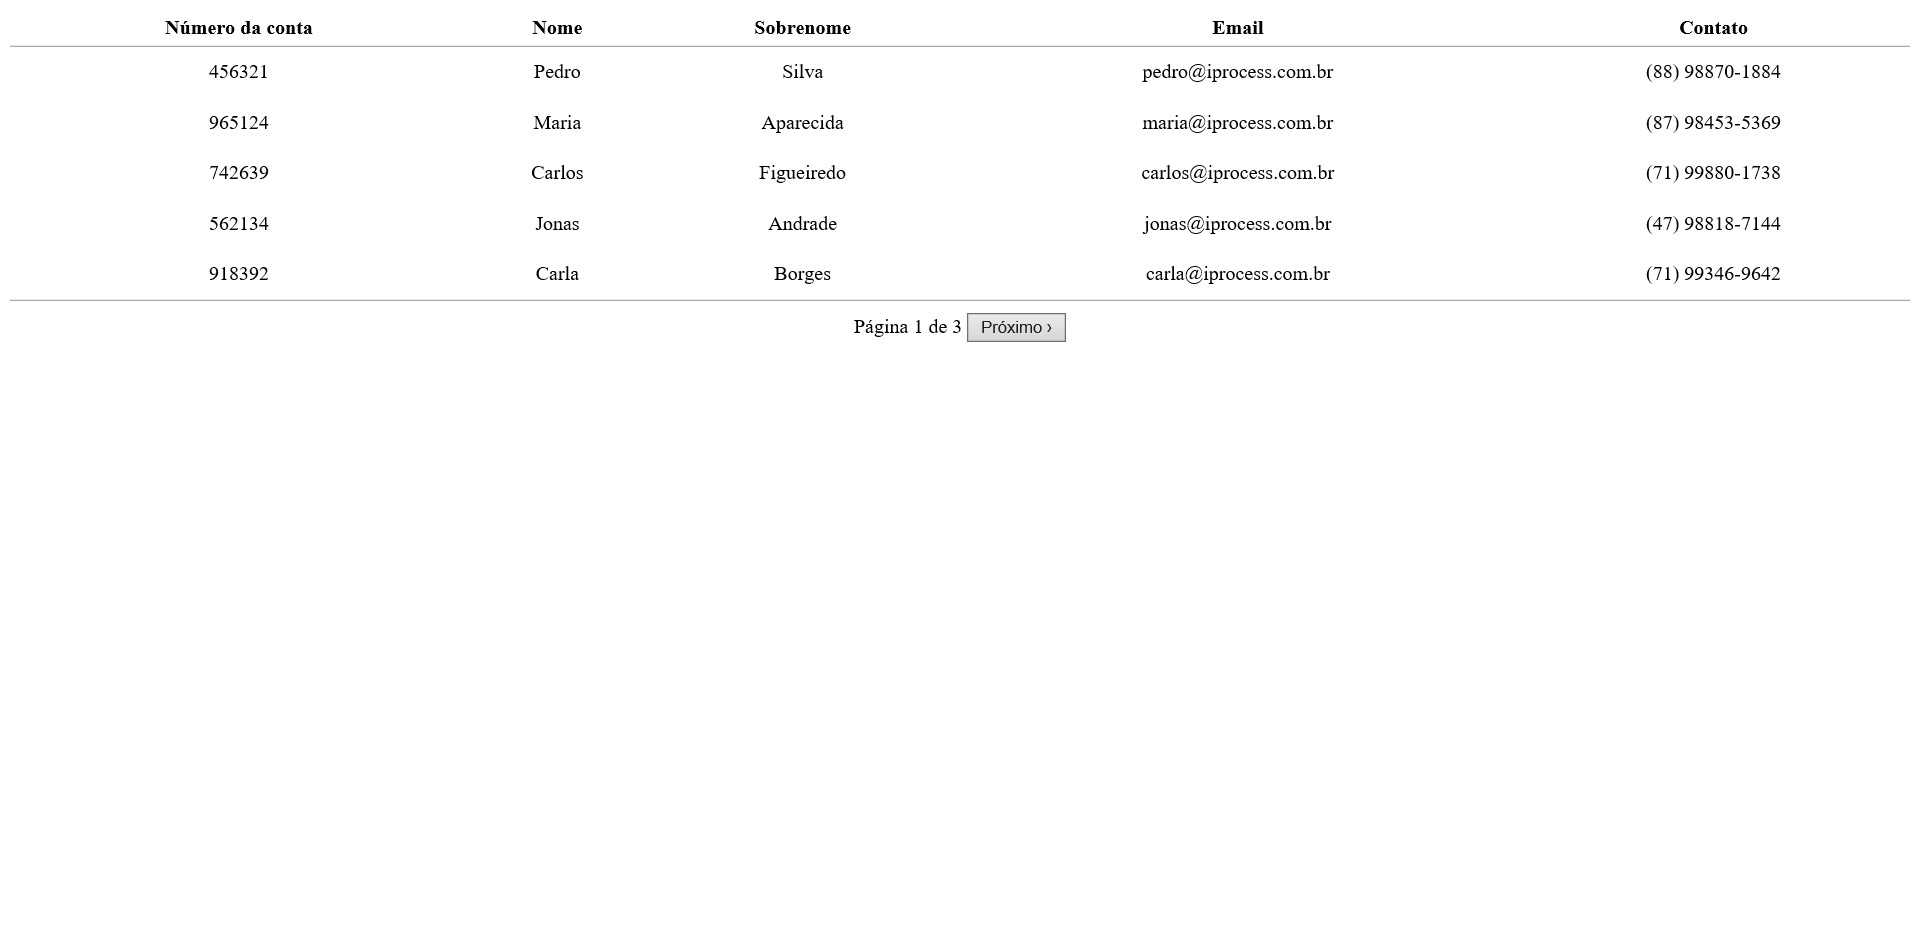 Número da conta Nome Sobrenome Email Contato
456321 Pedro Silva pedro@iprocess.com.br (88) 98870-1884
965124 Maria Aparecida maria@iprocess.com.br (87) 98453-5369
742639 Carlos Figueiredo carlos@iprocess.com.br (71) 99880-1738
562134 Jonas Andrade jonas@iprocess.com.br (47) 98818-7144
918392 Carla Borges carla@iprocess.com.br (71) 99346-9642
Página 1 de 3 Próximo ›